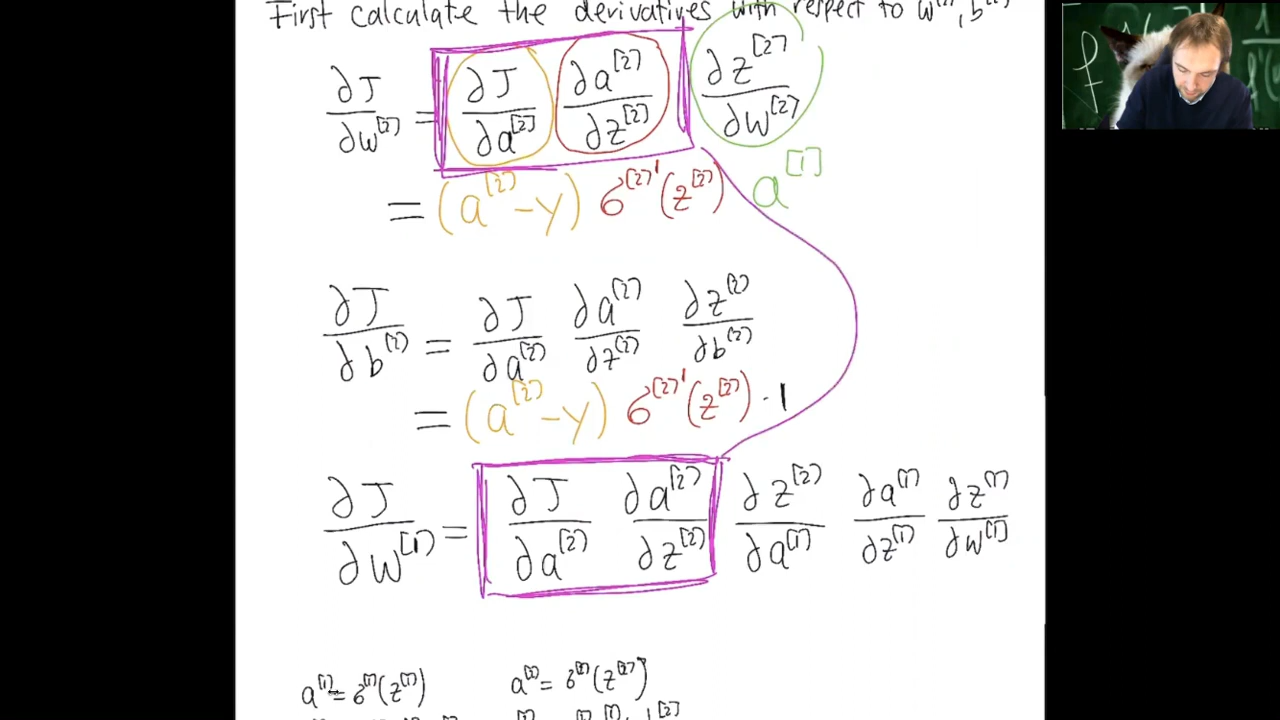 First calculate the derivatives with respect to w[1], b[1]
∂J/∂w[2] = ∂J/∂a[2] ∂a[2]/∂z[2] ∂z[2]/∂w[2]
= (a[2] - y) σ[2]'(z[2]) a[1]
∂J/∂b[2] = ∂J/∂a[2] ∂a[2]/∂z[2] ∂z[2]/∂b[2]
= (a[2] - y) σ[2]'(z[2]) · 1
∂J/∂w[1] = ∂J/∂a[2] ∂a[2]/∂z[2] ∂z[2]/∂a[1] ∂a[1]/∂z[1] ∂z[1]/∂w[1]
a[1] = σ[1](z[1]) a[2] = σ[2](z[2])